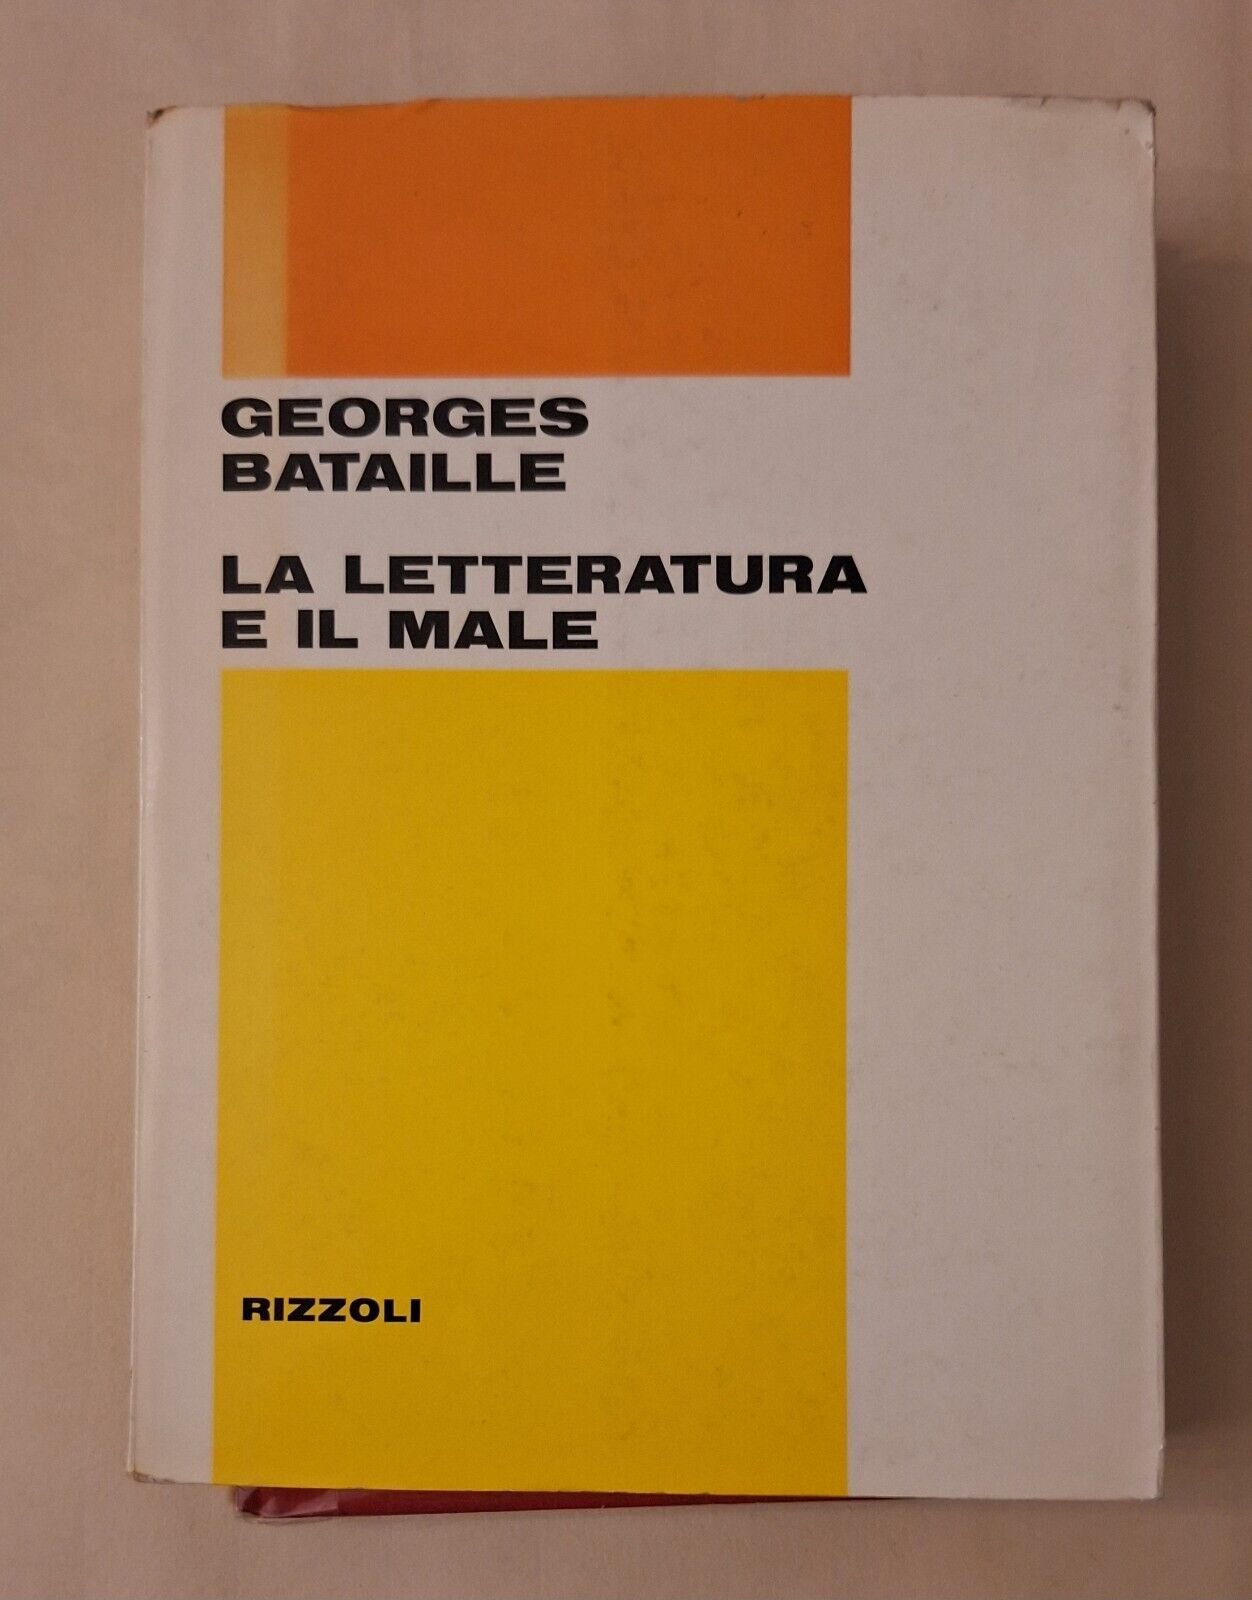 GEORGES
BATAILLE
LA LETTERATURA
E IL MALE
RIZZOLI